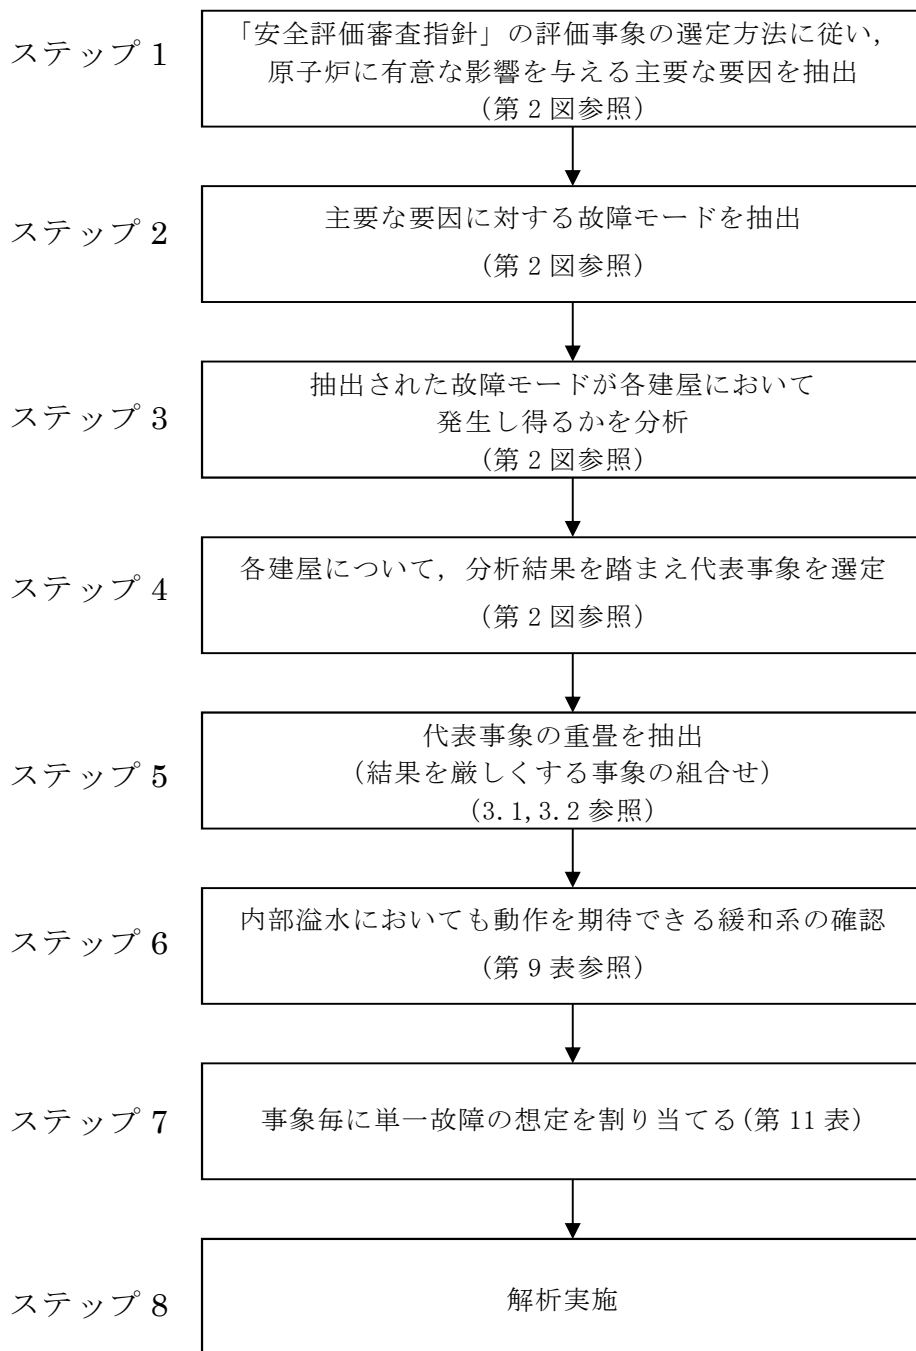 ステップ 1
「安全評価審査指針」の評価事象の選定方法に従い,
原子炉に有意な影響を与える主要な要因を抽出
(第 2 図参照)
ステップ 2
主要な要因に対する故障モードを抽出
(第 2 図参照)
ステップ 3
抽出された故障モードが各建屋において
発生し得るかを分析
(第 2 図参照)
ステップ 4
各建屋について, 分析結果を踏まえ代表事象を選定
(第 2 図参照)
ステップ 5
代表事象の重畳を抽出
(結果を厳しくする事象の組合せ)
(3.1, 3.2 参照)
ステップ 6
内部溢水においても動作を期待できる緩和系の確認
(第 9 表参照)
ステップ 7
事象毎に単一故障の想定を割り当てる(第 11 表)
ステップ 8
解析実施